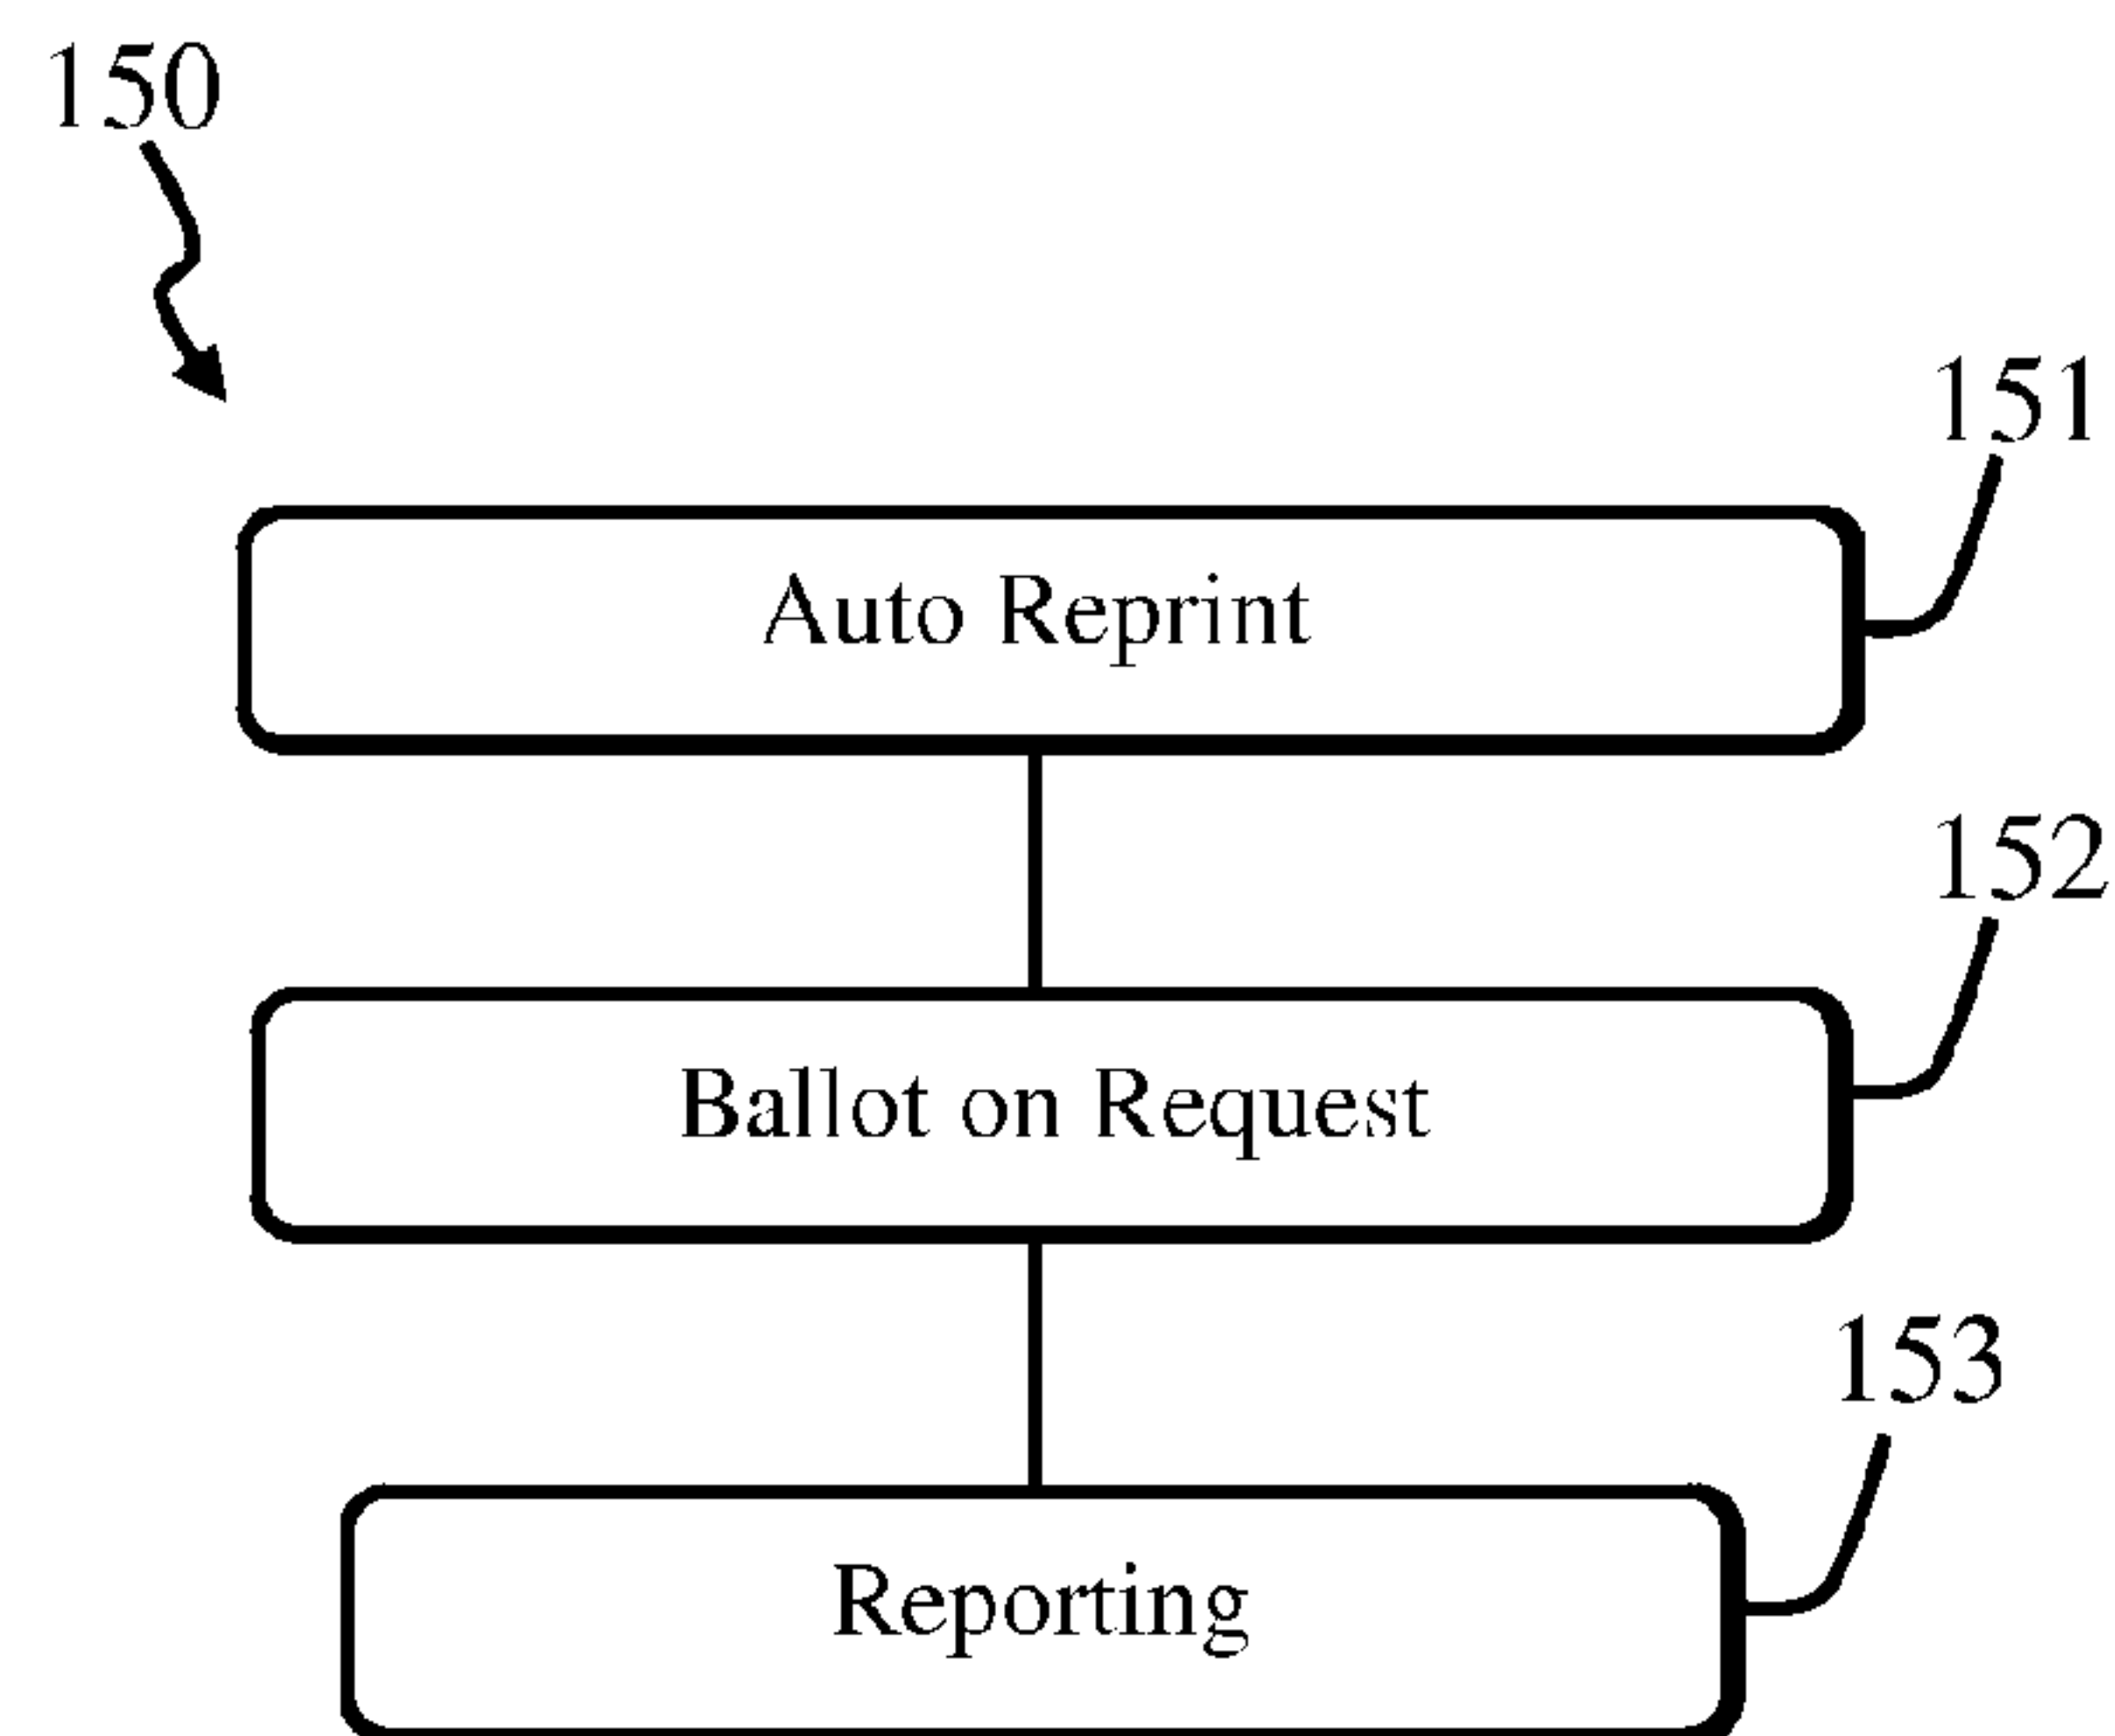 150
151
Auto Reprint
152
Ballot on Request
153
Reporting